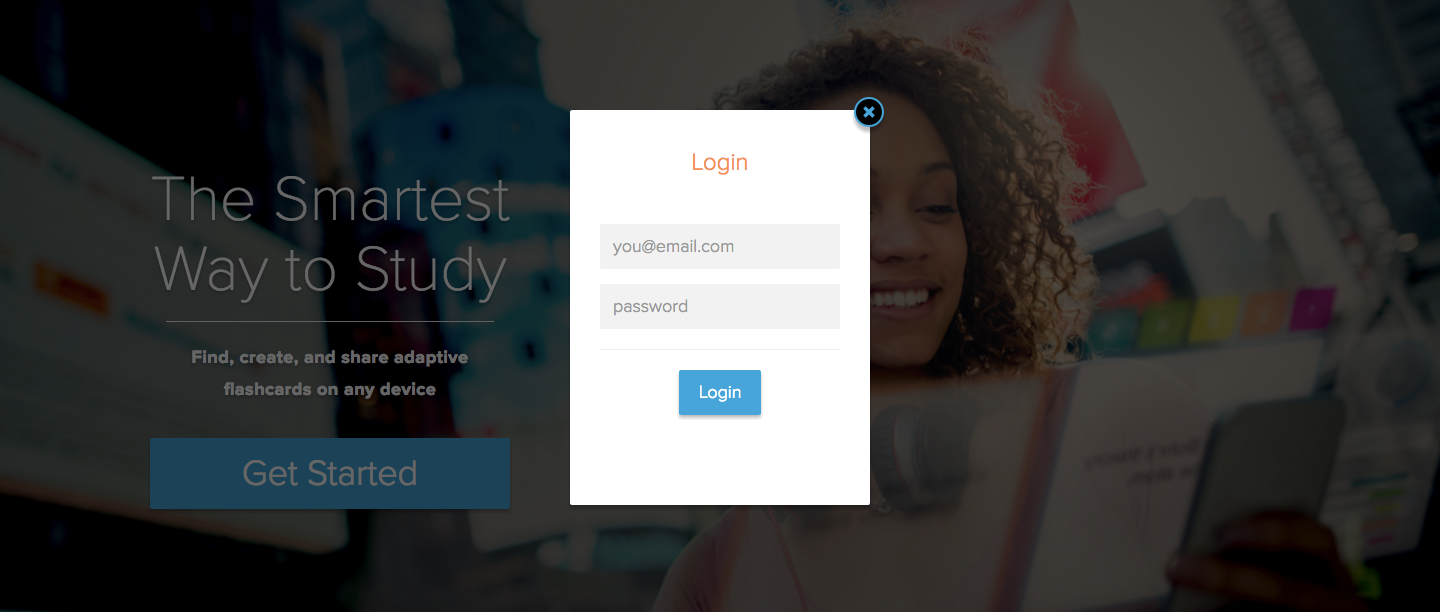 The Smartest
Way to Study
Find, create, and share adaptive
flashcards on any device
Get Started
Login
you@email.com
password
Login